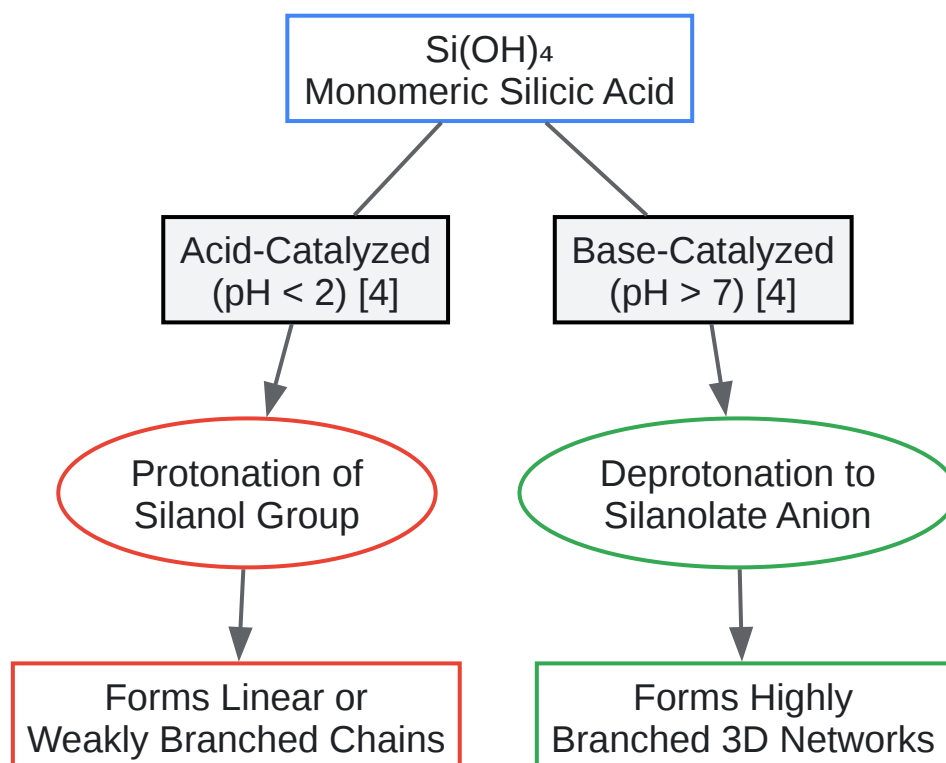 Si(OH)₄
Monomeric Silicic Acid
Acid-Catalyzed
(pH < 2) [4]
Base-Catalyzed
(pH > 7) [4]
Protonation of
Silanol Group
Deprotonation to
Silanolate Anion
Forms Linear or
Weakly Branched Chains
Forms Highly
Branched 3D Networks